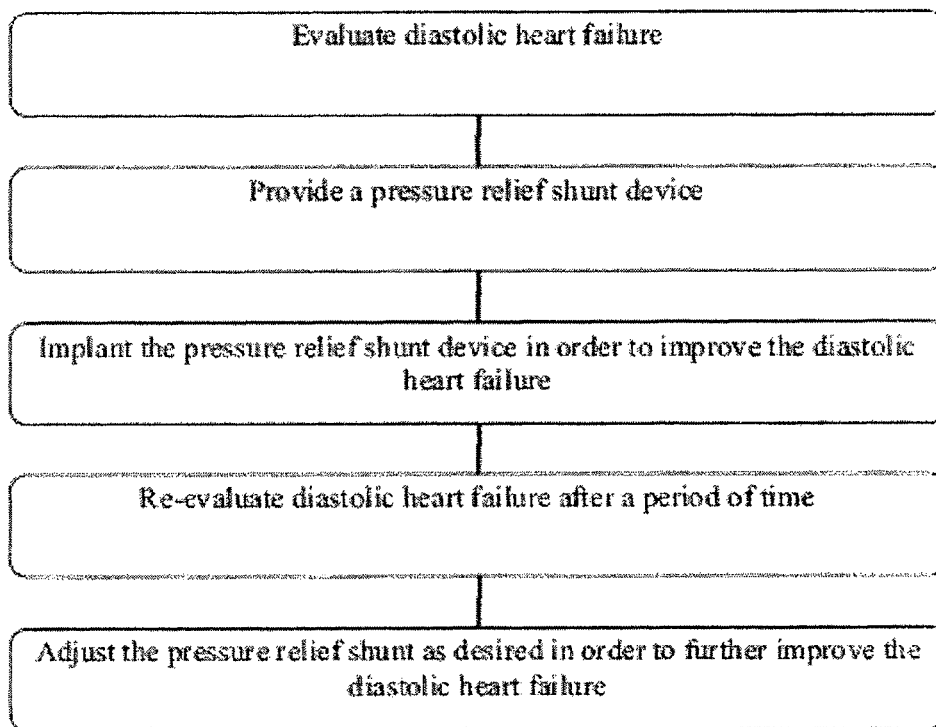 Evaluate diastolic heart failure
Provide a pressure relief shunt device
Implant the pressure relief shunt device in order to improve the diastolic
heart failure
Re-evaluate diastolic heart failure after a period of time
Adjust the pressure relief shunt as desired in order to further improve the
diastolic heart failure